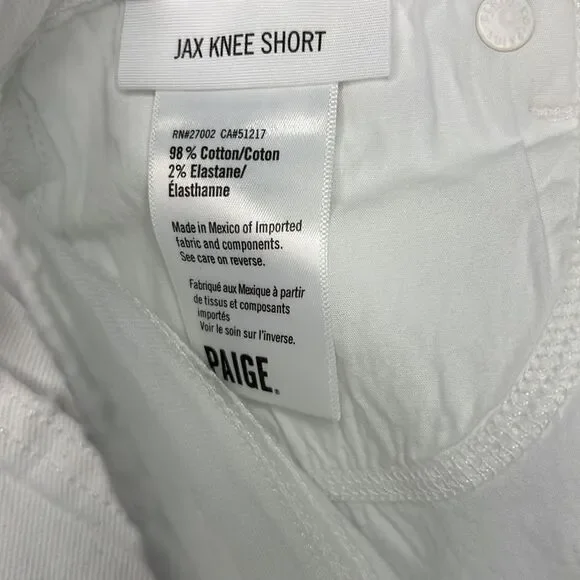 JAX KNEE SHORT
RN#27002 CA#51217
98% Cotton/Coton
2% Elastane/
Élasthanne
Made in Mexico of Imported
fabric and components.
See care on reverse.
Fabriqué aux Mexique à partir
de tissus et composants
importés
Voir le soin sur l'inverse.
PAIGE.